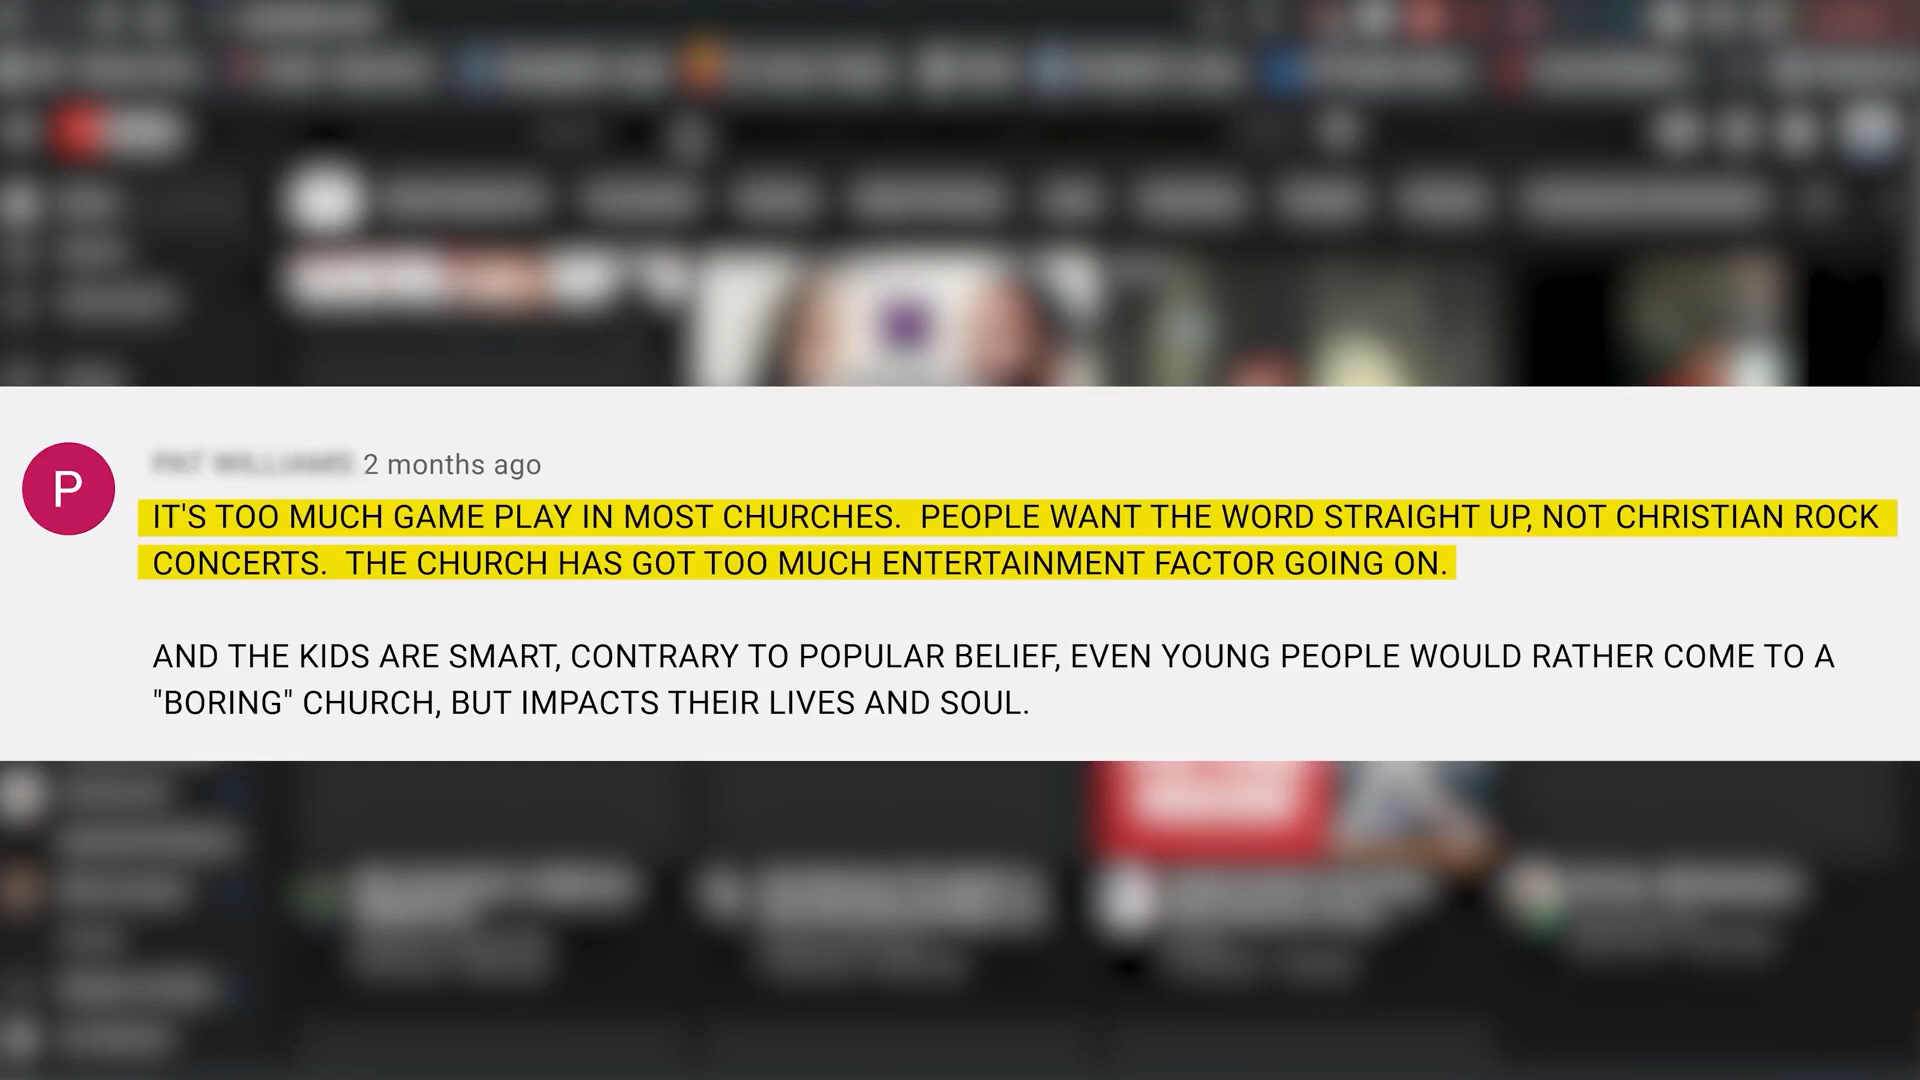 P
2 months ago
IT'S TOO MUCH GAME PLAY IN MOST CHURCHES.  PEOPLE WANT THE WORD STRAIGHT UP, NOT CHRISTIAN ROCK
CONCERTS.  THE CHURCH HAS GOT TOO MUCH ENTERTAINMENT FACTOR GOING ON.
AND THE KIDS ARE SMART, CONTRARY TO POPULAR BELIEF, EVEN YOUNG PEOPLE WOULD RATHER COME TO A
"BORING" CHURCH, BUT IMPACTS THEIR LIVES AND SOUL.